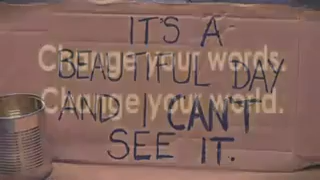 IT'S A
Change your words.
BEAUTIFUL DAY
Change your world.
AND I CAN'T
SEE IT.